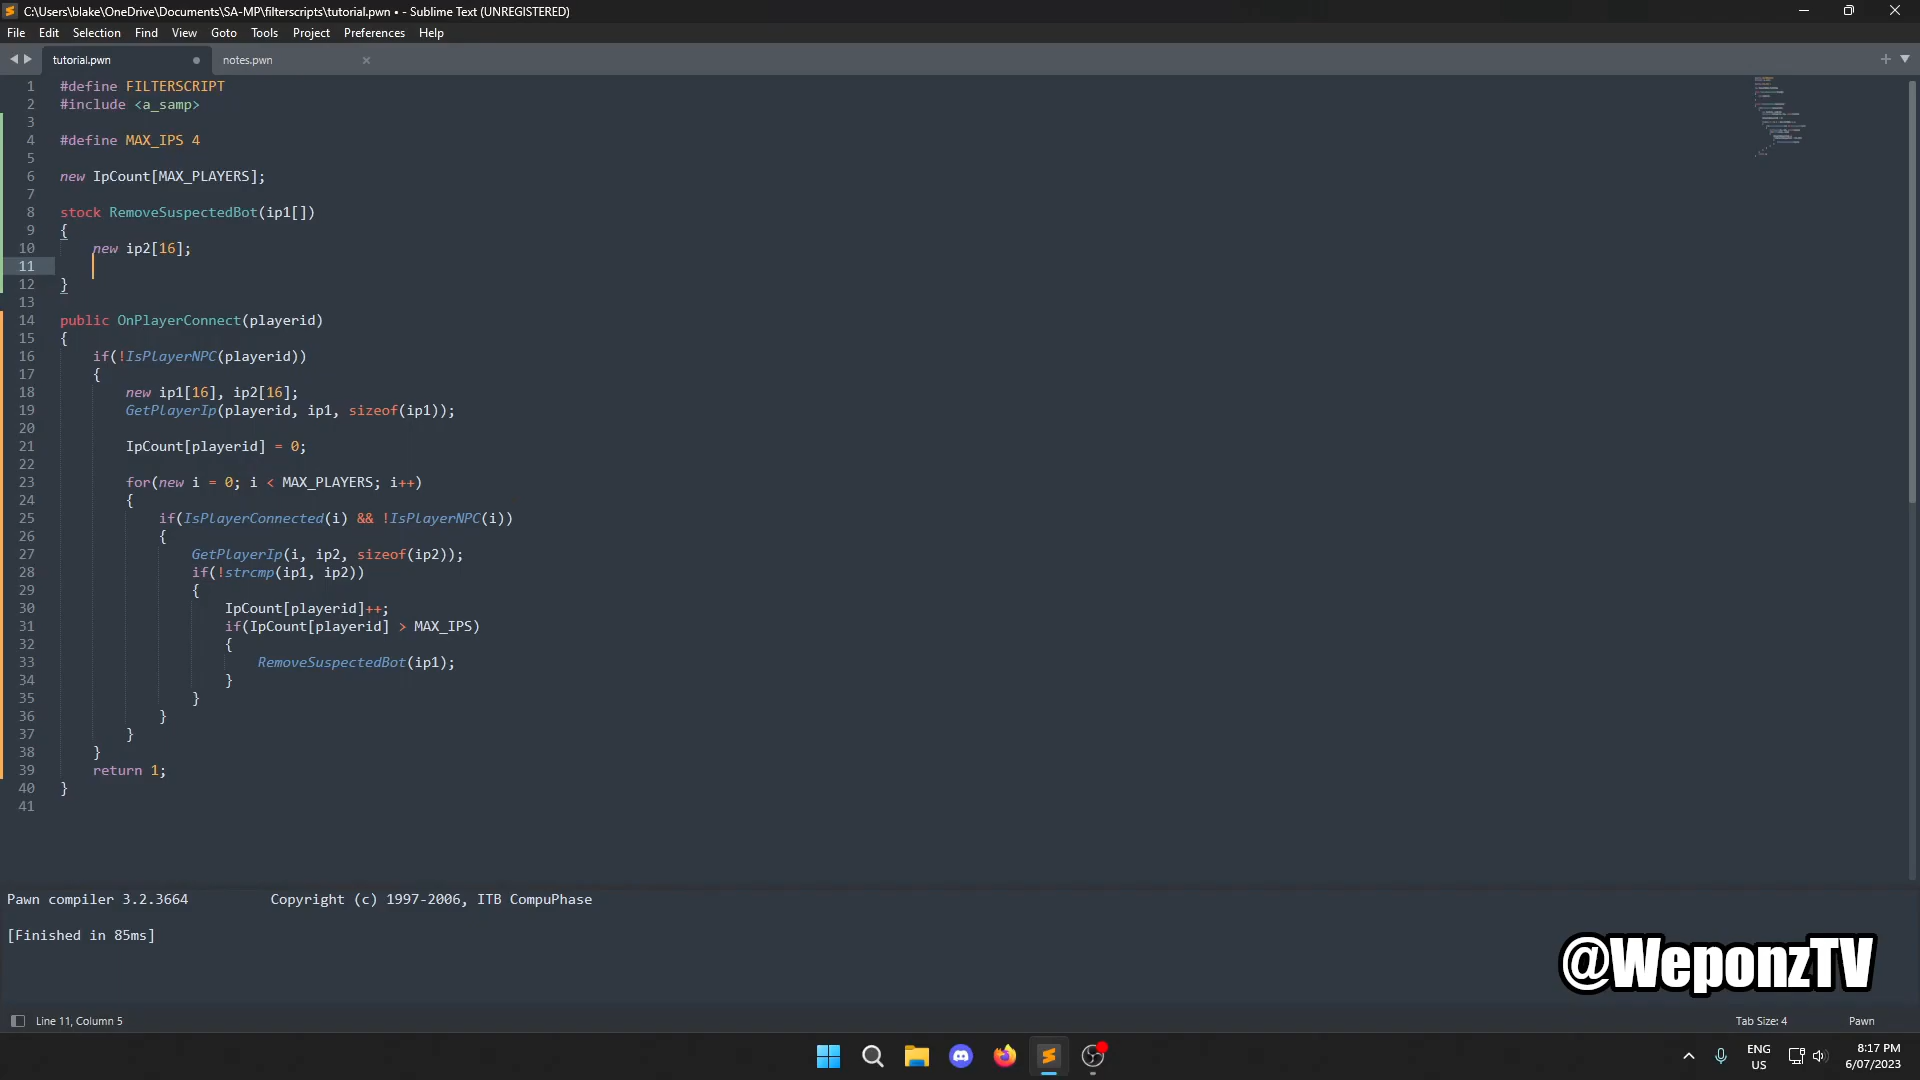 C:\Users\blake\OneDrive\Documents\SA-MP\filterscripts\tutorial.pwn • - Sublime Text (UNREGISTERED)
File Edit Selection Find View Goto Tools Project Preferences Help
tutorial.pwn notes.pwn
1 #define FILTERSCRIPT
2 #include <a_samp>
3
4 #define MAX_IPS 4
5
6 new IpCount[MAX_PLAYERS];
7
8 stock RemoveSuspectedBot(ip1[])
9 {
10 new ip2[16];
11
12 }
13
14 public OnPlayerConnect(playerid)
15 {
16 if(!IsPlayerNPC(playerid))
17 {
18 new ip1[16], ip2[16];
19 GetPlayerIp(playerid, ip1, sizeof(ip1));
20
21 IpCount[playerid] = 0;
22
23 for(new i = 0; i < MAX_PLAYERS; i++)
24 {
25 if(IsPlayerConnected(i) && !IsPlayerNPC(i))
26 {
27 GetPlayerIp(i, ip2, sizeof(ip2));
28 if(!strcmp(ip1, ip2))
29 {
30 IpCount[playerid]++;
31 if(IpCount[playerid] > MAX_IPS)
32 {
33 RemoveSuspectedBot(ip1);
34 }
35 }
36 }
37 }
38 }
39 return 1;
40 }
41
Pawn compiler 3.2.3664 Copyright (c) 1997-2006, ITB CompuPhase
[Finished in 85ms]
@WeponzTV
Line 11, Column 5 Tab Size: 4 Pawn
ENG
US
8:17 PM
6/07/2023